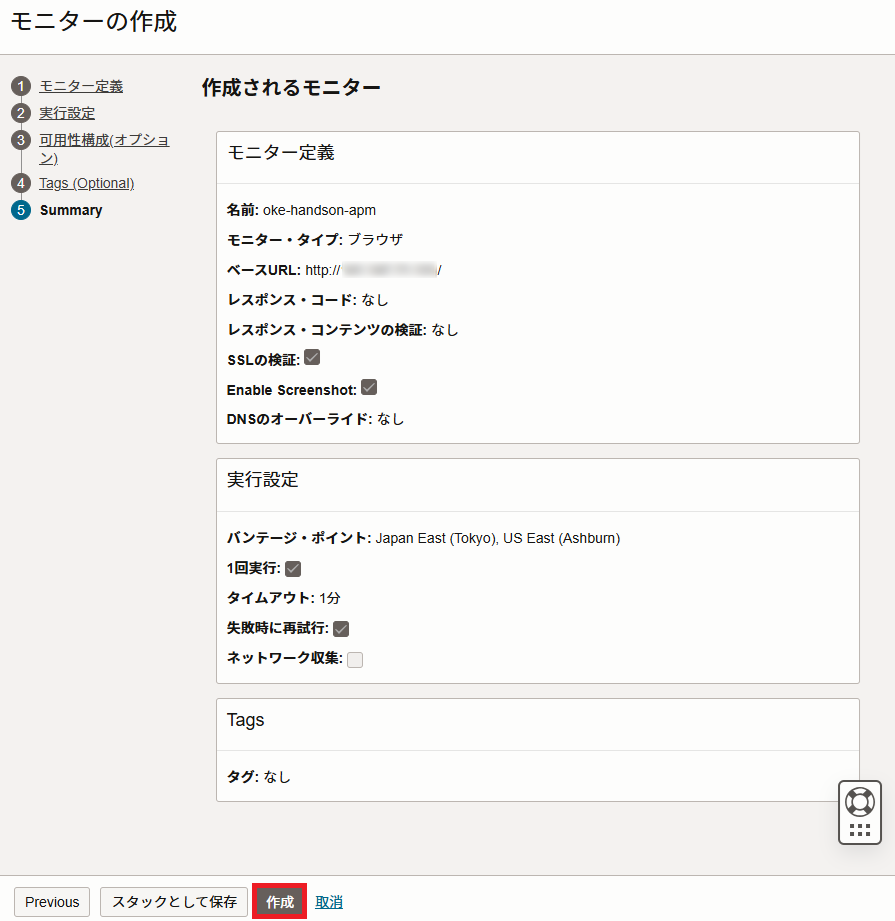 モニターの作成
1 モニター定義
2 実行設定
3 可用性構成(オプショ
ン)
4 Tags (Optional)
5 Summary
作成されるモニター
モニター定義
名前: oke-handson-apm
モニター・タイプ: ブラウザ
ベースURL: http:// /
レスポンス・コード: なし
レスポンス・コンテンツの検証: なし
SSLの検証:
Enable Screenshot:
DNSのオーバーライド: なし
実行設定
バンテージ・ポイント: Japan East (Tokyo), US East (Ashburn)
1回実行:
タイムアウト: 1分
失敗時に再試行:
ネットワーク収集:
Tags
タグ: なし
Previous スタックとして保存 作成 取消